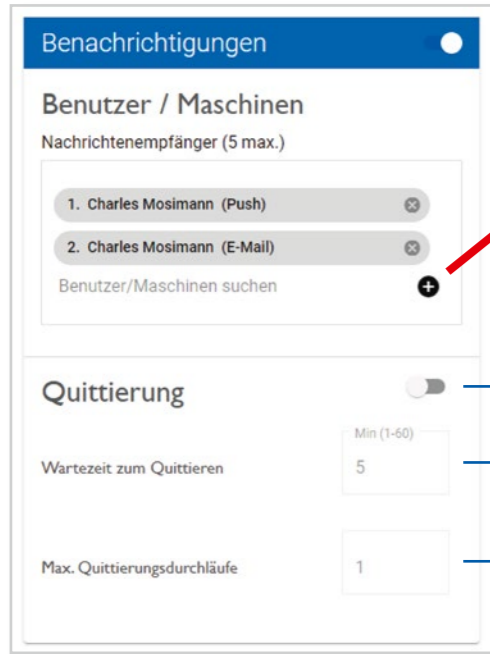 Benachrichtigungen
Benutzer / Maschinen
Nachrichtenempfänger (5 max.)
1. Charles Mosimann (Push)
2. Charles Mosimann (E-Mail)
Benutzer/Maschinen suchen
Quittierung
Min (1-60)
Wartezeit zum Quittieren 5
Max. Quittierungsdurchläufe 1